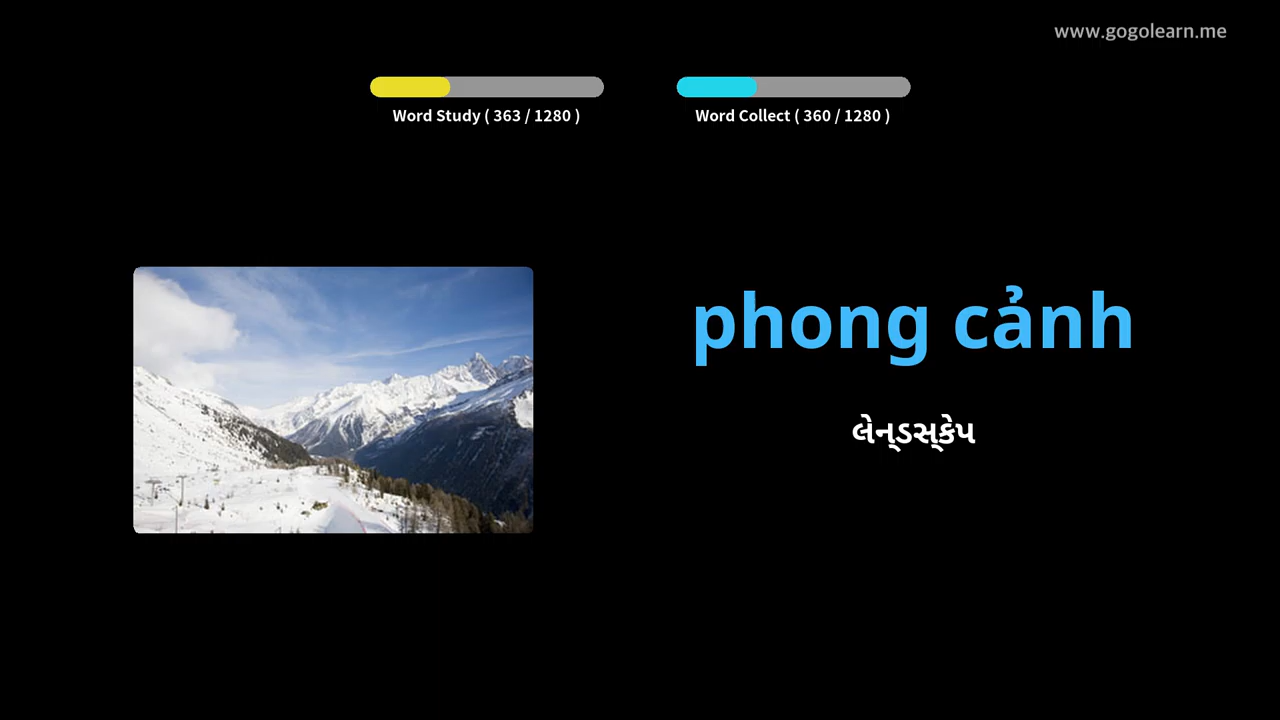 www.gogolearn.me
Word Study ( 363 / 1280 )
Word Collect ( 360 / 1280 )
phong cảnh
લેન્ડસ્કેપ